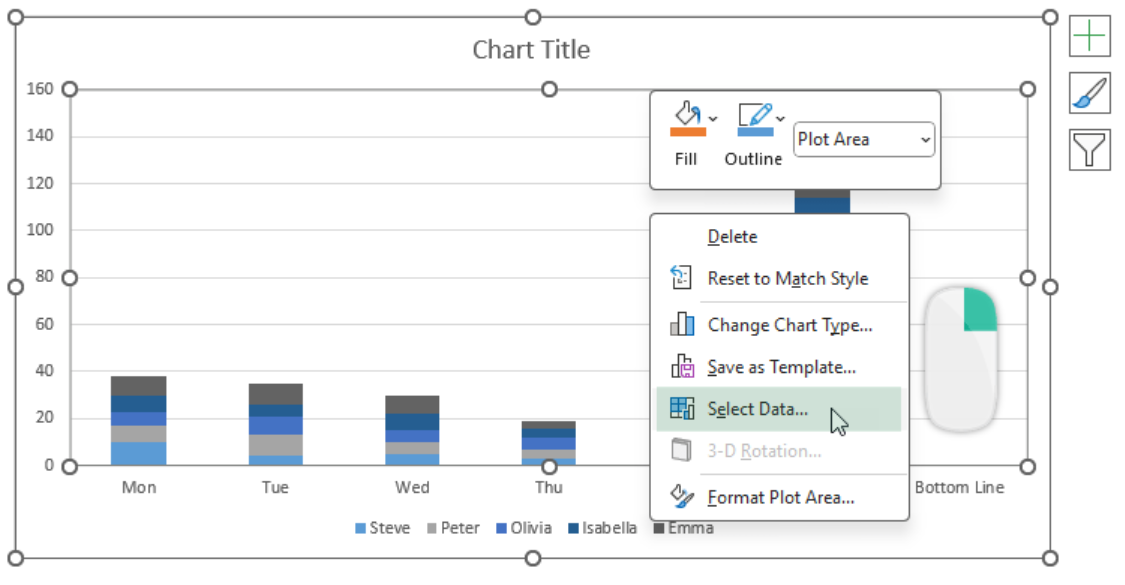 Chart Title
160
140
120
100
80
60
40
20
0
Fill Outline Plot Area
Delete
Reset to Match Style
Change Chart Type...
Save as Template...
Select Data...
3-D Rotation...
Format Plot Area...
Mon Tue Wed Thu Bottom Line
Steve Peter Olivia Isabella Emma